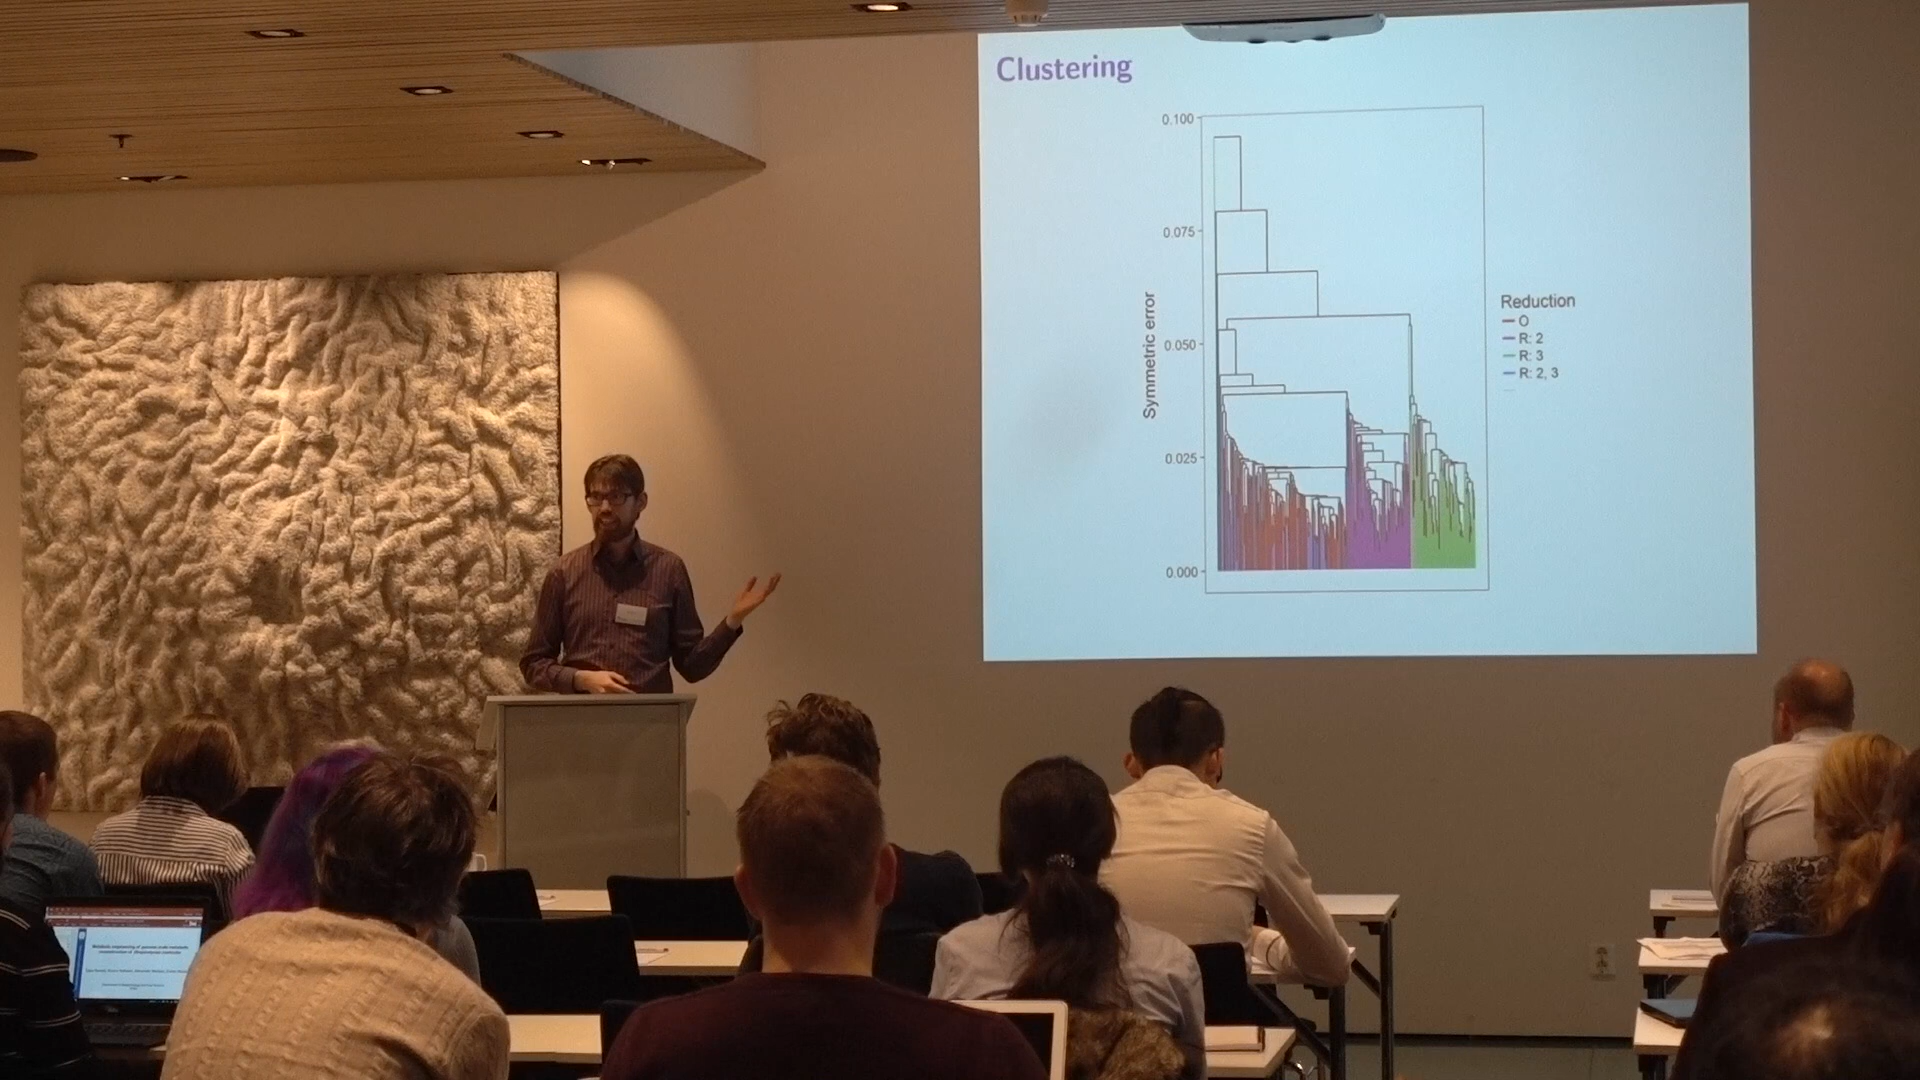 Clustering
0.100
0.075
0.050
0.025
0.000
Symmetric error
Reduction
O
R: 2
R: 3
R: 2, 3